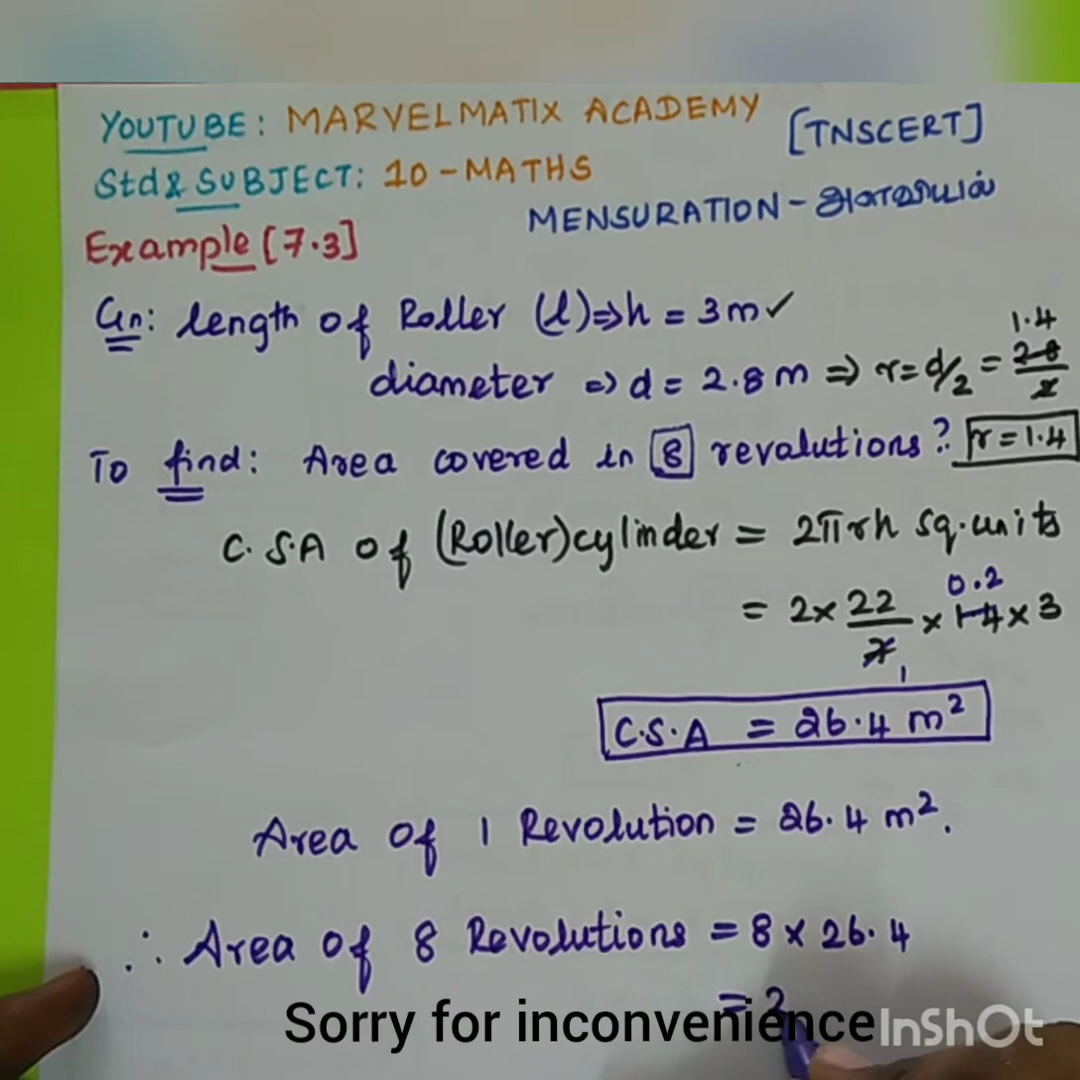 YOUTUBE: MARVELMATIX ACADEMY [TNSCERT]
Std & SUBJECT: 10 - MATHS
MENSURATION - அளவியல்
Example [7.3]
Gn: length of Roller (l) ⇒ h = 3m ✓
diameter ⇒ d = 2.8 m ⇒ r = d/2 = 2.8/2 1.4
To find: Area covered in 8 revalutions? r = 1.4
C.S.A of (Roller) cylinder = 2πrh sq.units
= 2 × 22/7 × 1.4 × 3 0.2 1
C.S.A = 26.4 m²
Area of 1 Revolution = 26.4 m².
∴ Area of 8 Revolutions = 8 × 26.4
= 2
Sorry for inconvenience InShOt